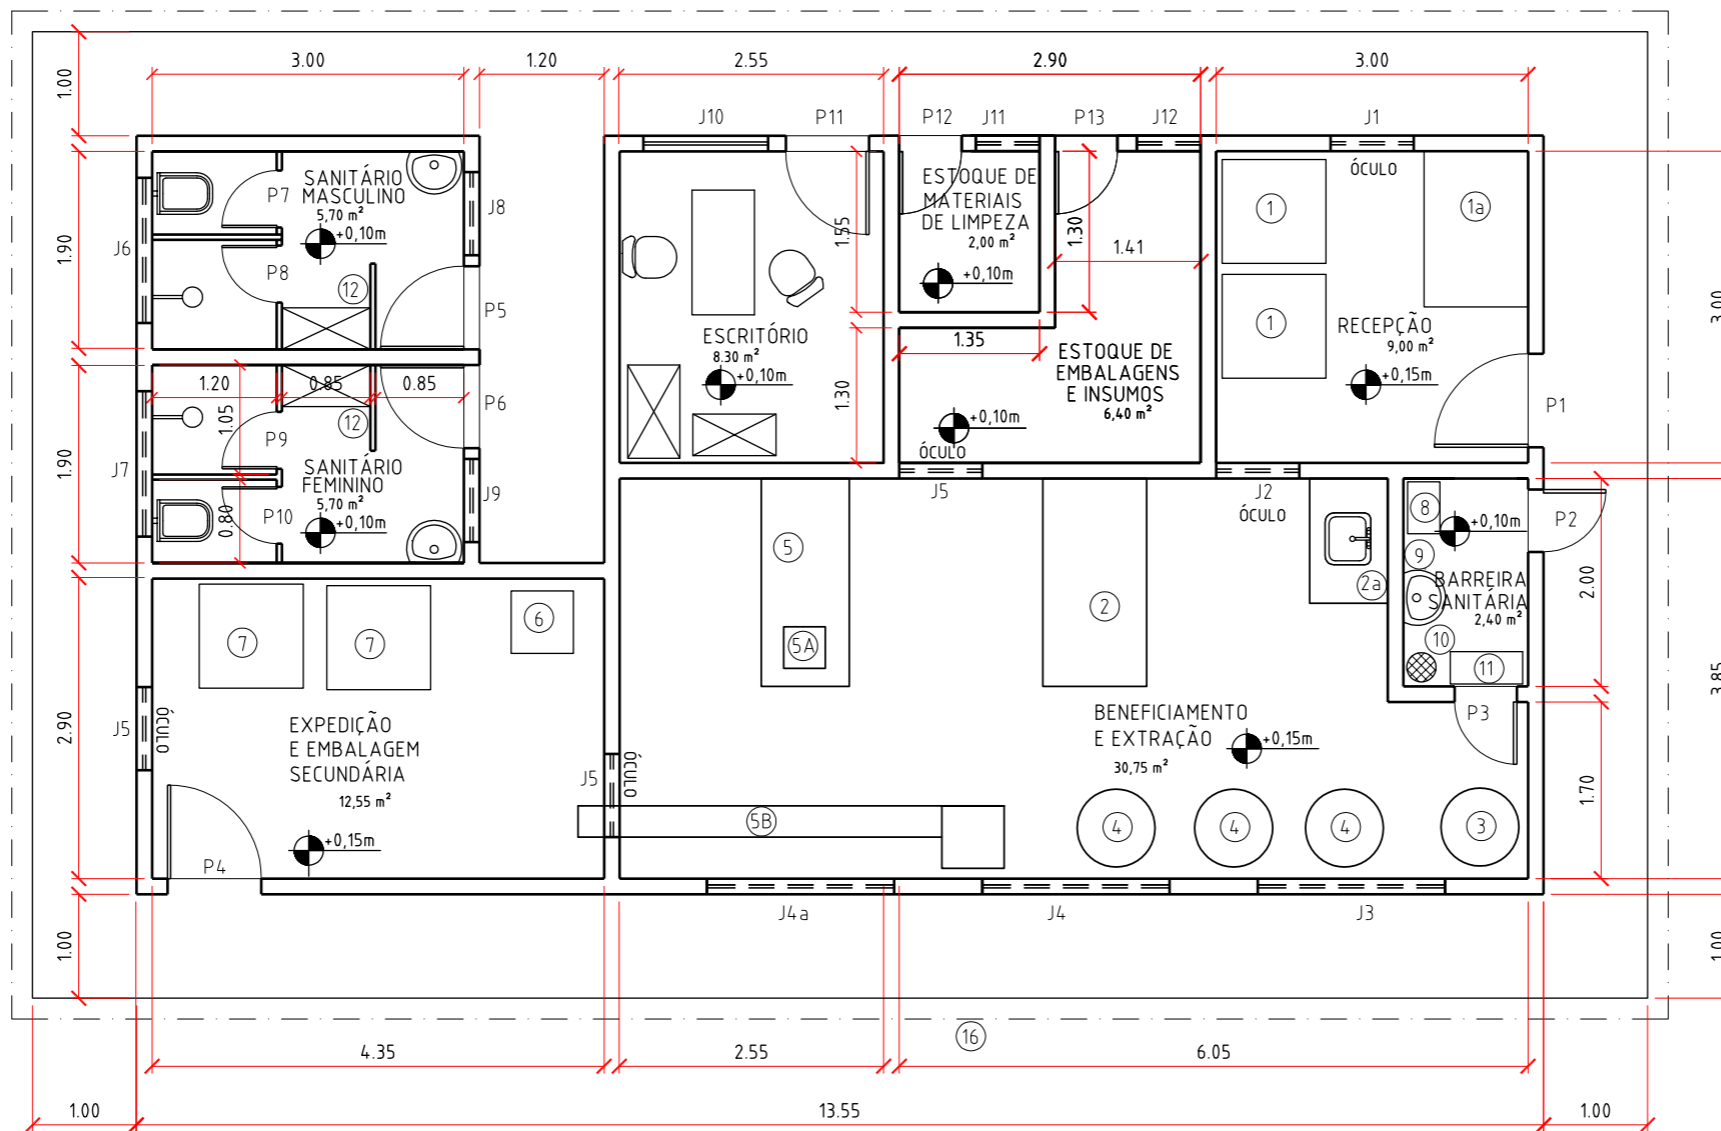 3.00
1.20
2.55
2.90
3.00
1.00
J10
P11
P12
J11
P13
J12
J1
ÓCULO
SANITÁRIO
MASCULINO
5,70 m²
+0,10m
P7
P8
J6
J8
P5
12
1.90
ESTOQUE DE
MATERIAIS
DE LIMPEZA
2,00 m²
+0,10m
1.55
1.30
1.41
1
1a
1
ESCRITÓRIO
8.30 m²
+0,10m
1.30
1.35
ESTOQUE DE
EMBALAGENS
E INSUMOS
6,40 m²
+0,10m
ÓCULO
RECEPÇÃO
9,00 m²
+0,15m
P1
3.00
1.20
0.85
0.85
1.05
12
P6
P9
SANITÁRIO
FEMININO
5,70 m²
+0,10m
P10
0.80
J7
J9
1.90
J5
J2
ÓCULO
5
5A
2
2a
8
+0,10m
P2
9
BARREIRA
SANITÁRIA
2,40 m²
10
11
2.00
P3
3.85
7
7
6
EXPEDIÇÃO
E EMBALAGEM
SECUNDÁRIA
12,55 m²
+0,15m
2.90
J5
ÓCULO
P4
J5
ÓCULO
5B
BENEFICIAMENTO
E EXTRAÇÃO
30,75 m²
+0,15m
4
4
4
3
1.70
J4a
J4
J3
1.00
1.00
16
4.35
2.55
6.05
1.00
13.55
1.00